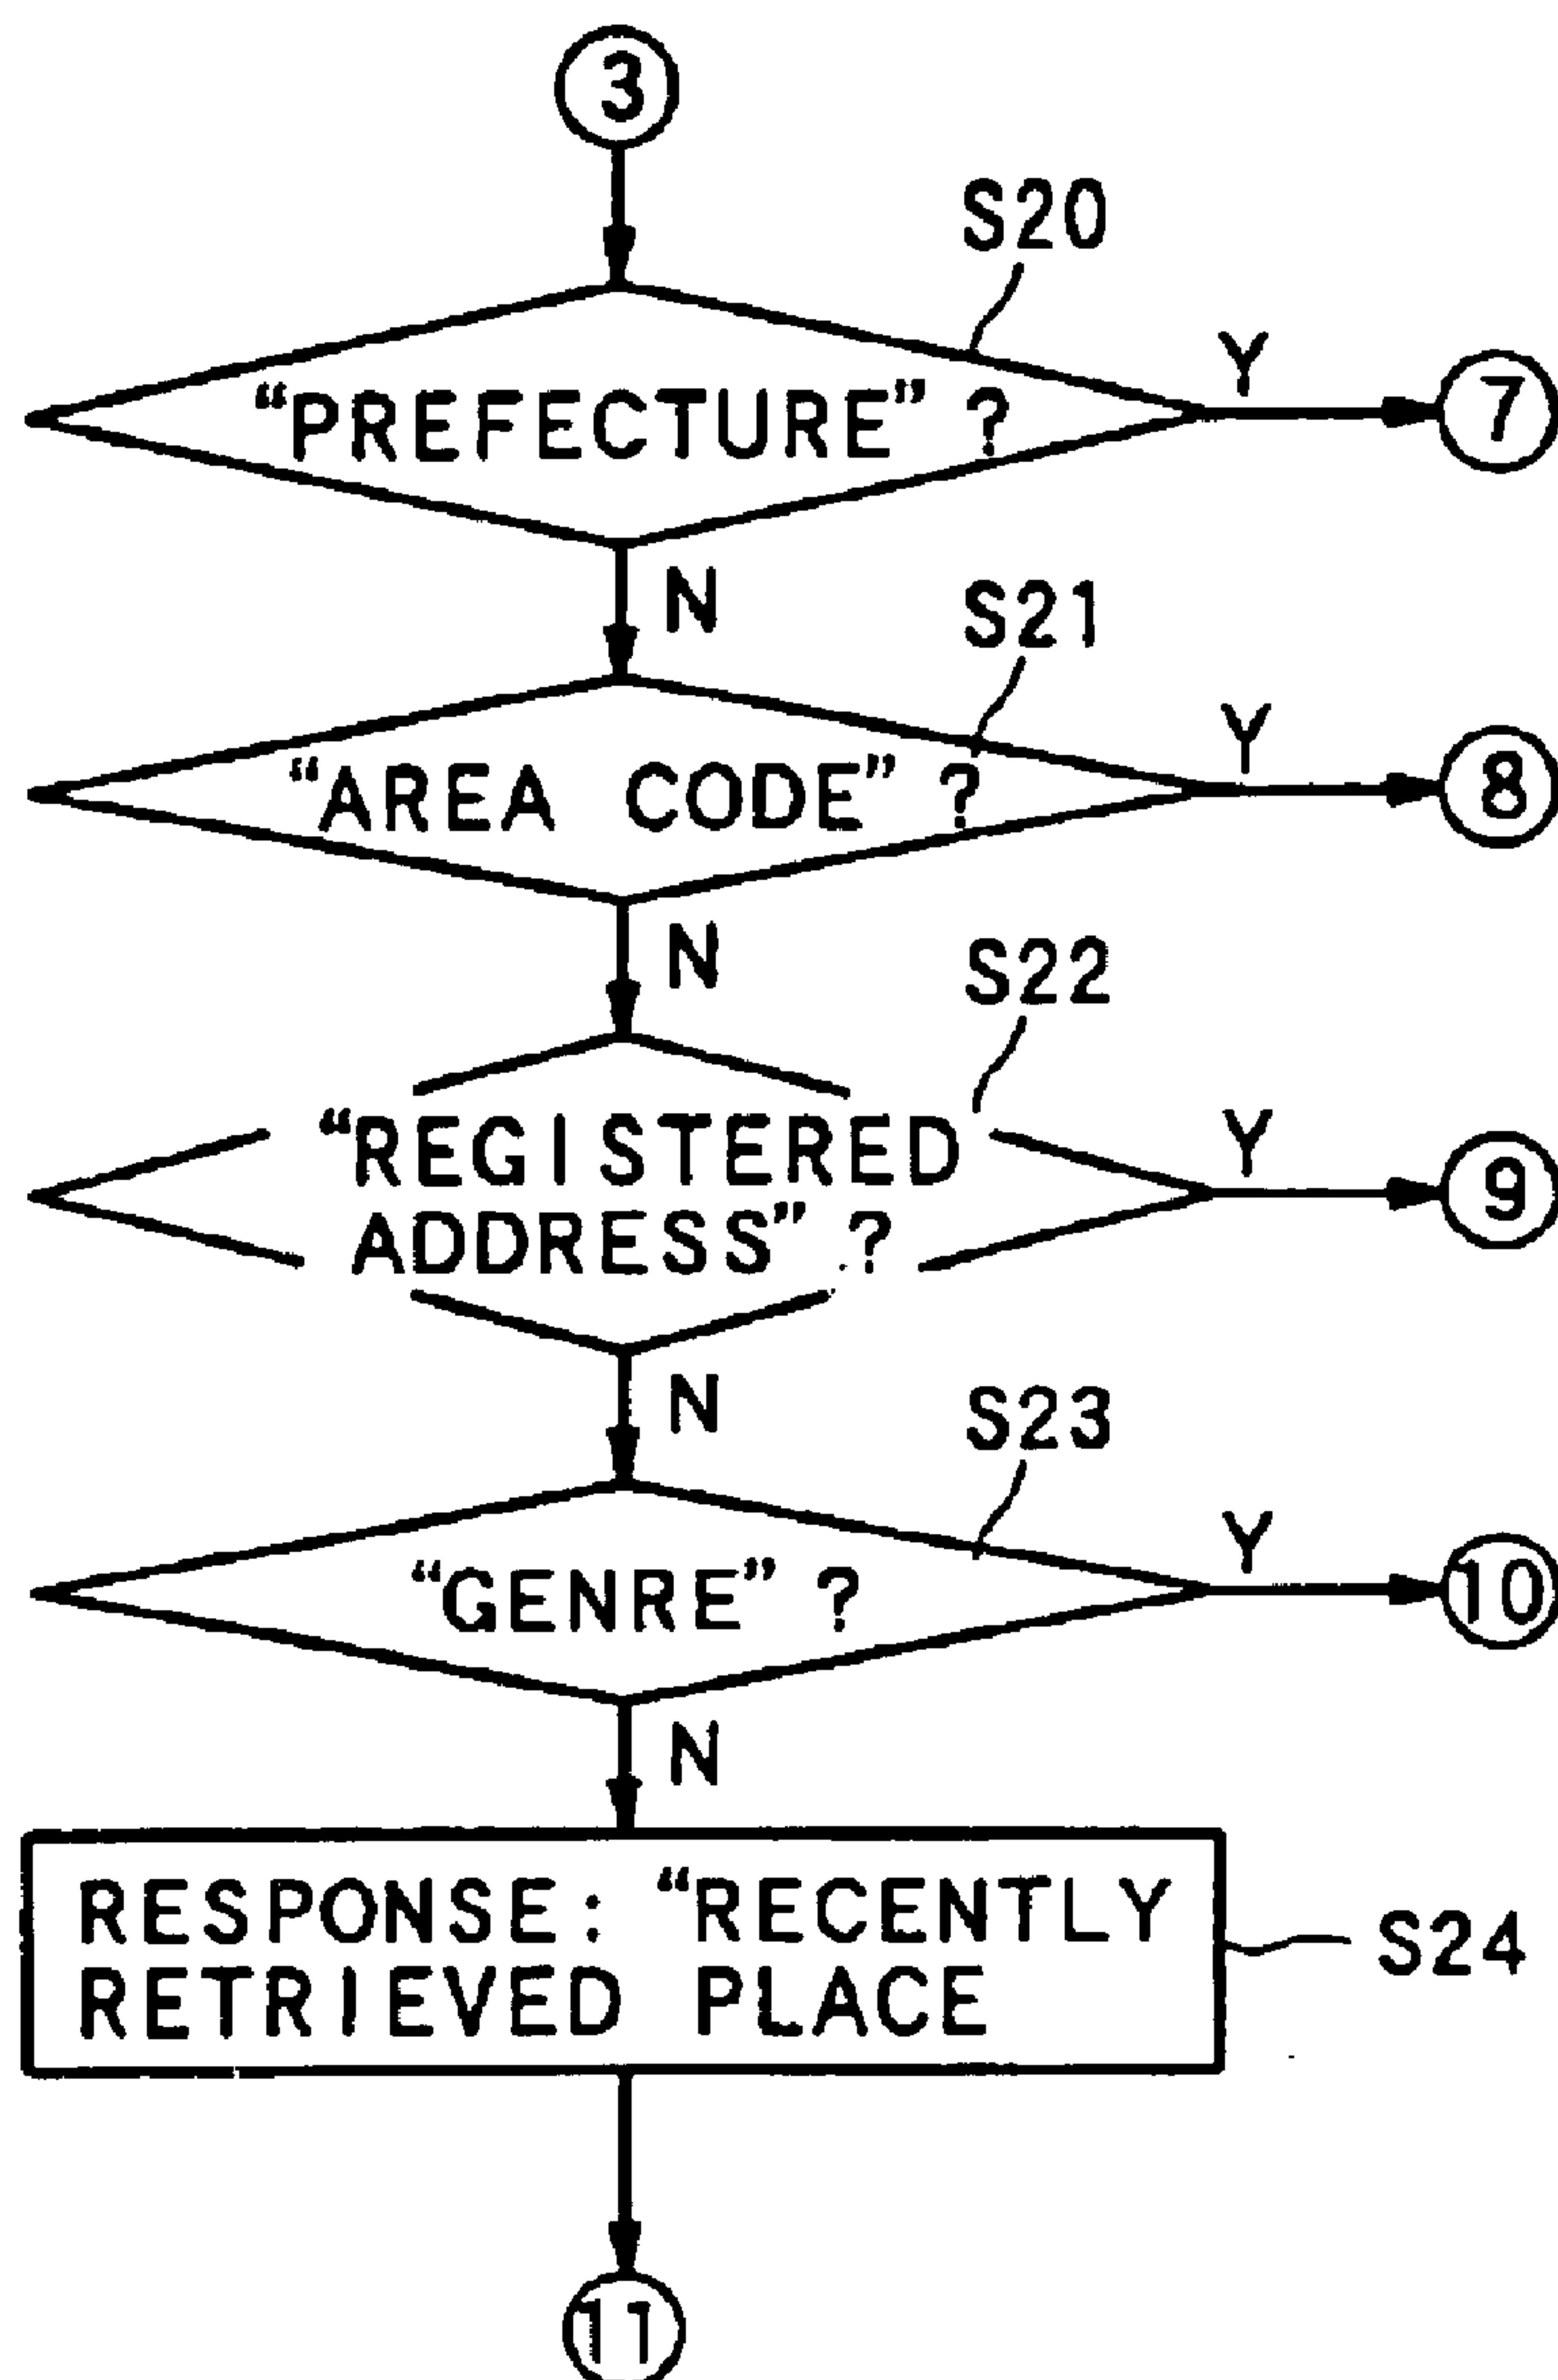 3
S20
“PREFECTURE” ?
Y
7
N
S21
“AREA CODE” ?
Y
8
N
S22
“REGISTERED
ADDRESS” ?
Y
9
N
S23
“GENRE” ?
Y
10
N
RESPONSE: “RECENTLY
RETRIEVED PLACE
S24
11